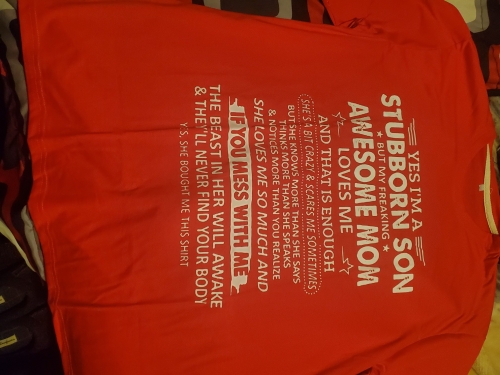 YES I'M A
STUBBORN SON
BUT MY FREAKING
AWESOME MOM
LOVES ME
AND THAT IS ENOUGH
SHE'S A BIT CRAZY & SCARES ME SOMETIMES
BUT SHE KNOWS MORE THAN SHE SAYS
THINKS MORE THAN SHE SPEAKS
& NOTICES MORE THAN YOU REALIZE
SHE LOVES ME SO MUCH AND
IF YOU MESS WITH ME
THE BEAST IN HER WILL AWAKE
& THEY'LL NEVER FIND YOUR BODY
Y.S, SHE BOUGHT ME THIS SHIRT